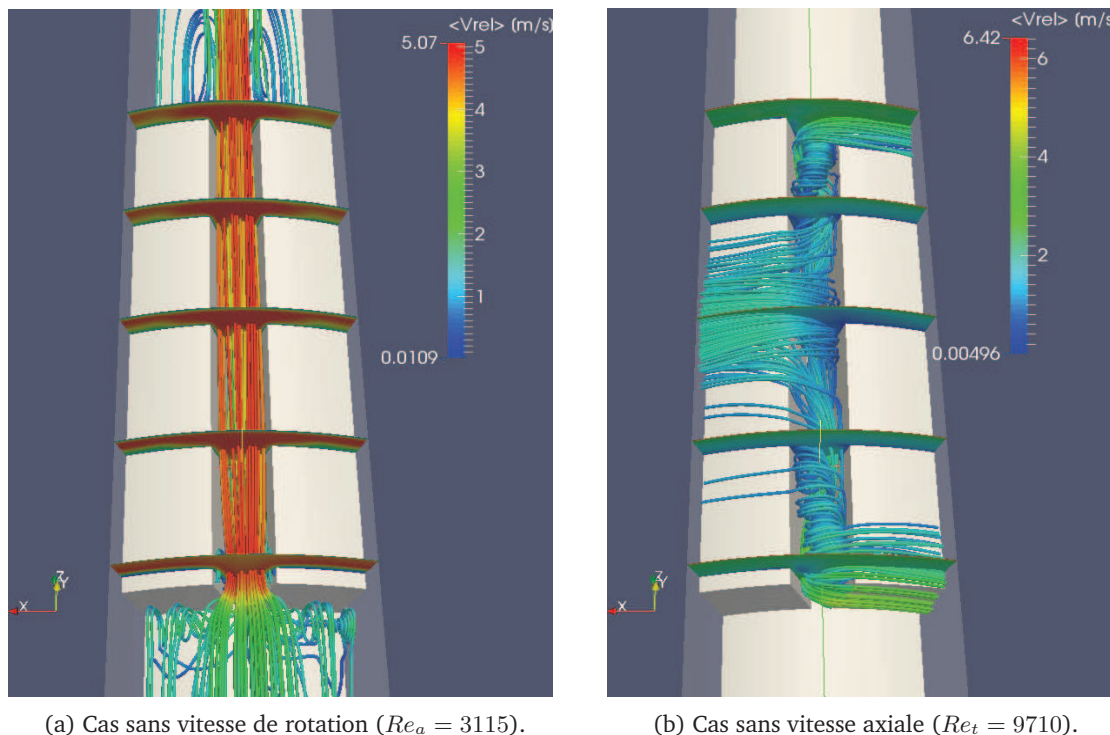 <Vrel> (m/s)
5.07
5
4
3
2
1
0.0109
Z
Y
X
<Vrel> (m/s)
6.42
6
4
2
0.00496
Z
Y
X
(a) Cas sans vitesse de rotation (Re_a = 3115).
(b) Cas sans vitesse axiale (Re_t = 9710).